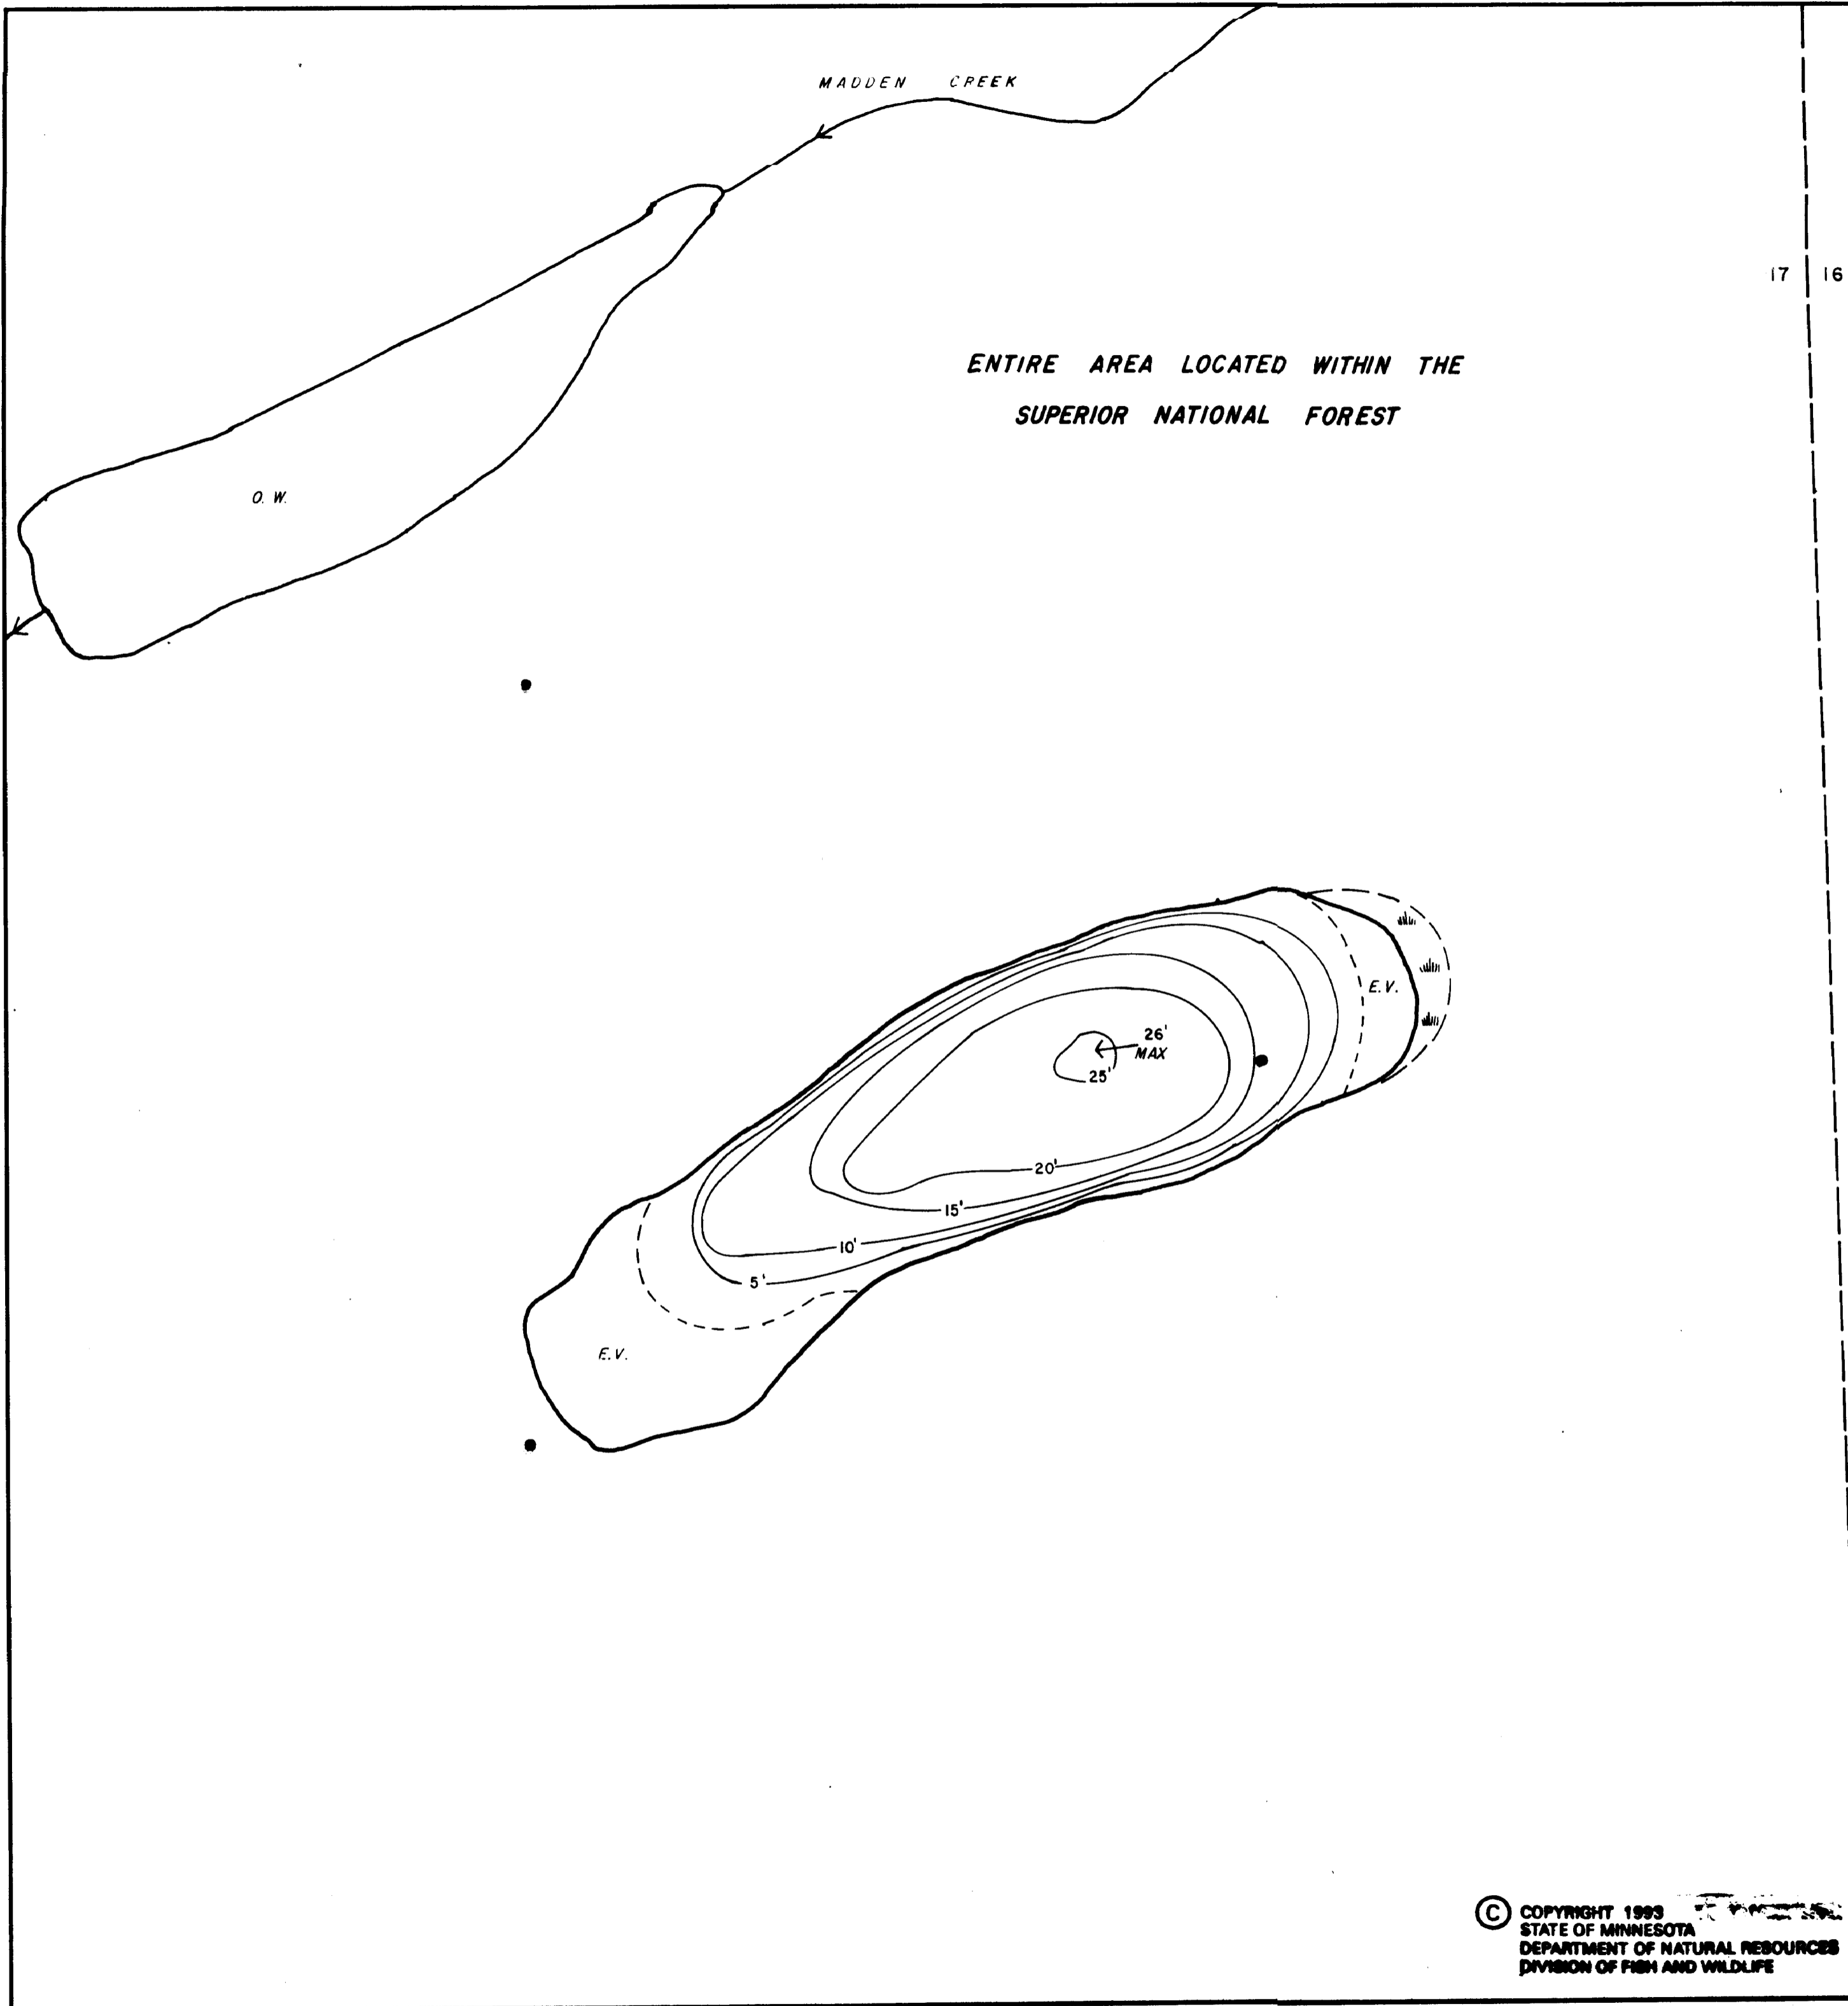 MADDEN CREEK
17 16
ENTIRE AREA LOCATED WITHIN THE
SUPERIOR NATIONAL FOREST
O. W.
E.V.
26'
MAX
25'
20'
15'
10'
5'
E.V.
© COPYRIGHT 1993
STATE OF MINNESOTA
DEPARTMENT OF NATURAL RESOURCES
DIVISION OF FISH AND WILDLIFE